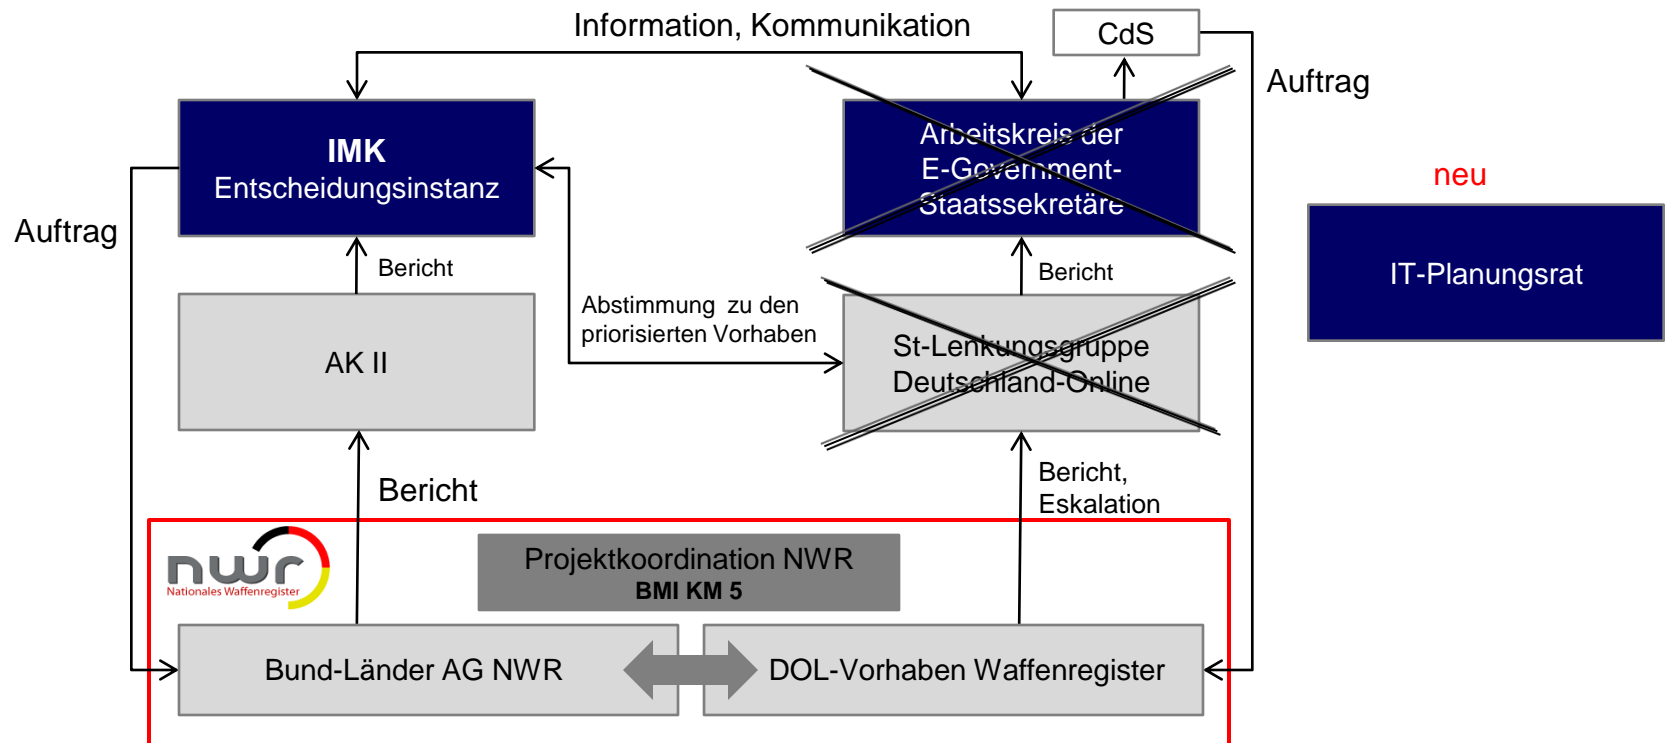 Information, Kommunikation
CdS
Auftrag
IMK
Entscheidungsinstanz
Arbeitskreis der
E-Government-
Staatssekretäre
neu
IT-Planungsrat
Auftrag
Bericht
Bericht
Abstimmung zu den
priorisierten Vorhaben
AK II
St-Lenkungsgruppe
Deutschland-Online
Bericht
Bericht,
Eskalation
nwr
Nationales Waffenregister
Projektkoordination NWR
BMI KM 5
Bund-Länder AG NWR
DOL-Vorhaben Waffenregister